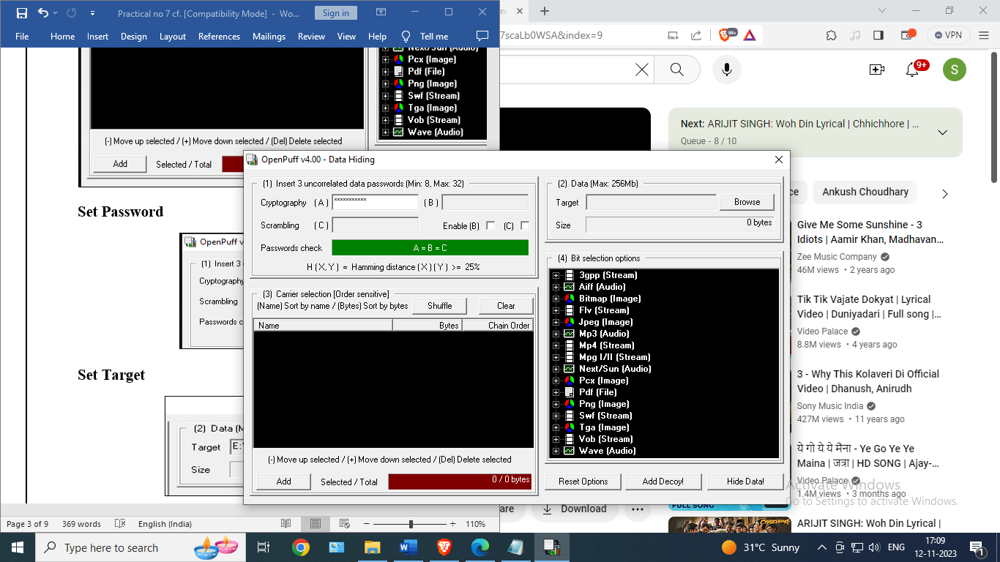 Practical no 7 cf. [Compatibility Mode] - Wo...
Sign in
File Home Insert Design Layout References Mailings Review View Help Tell me
7scaLb0WSA&index=9
99+
VPN
Next/Sun (Audio)
Pcx (Image)
Pdf (File)
Png (Image)
Swf (Stream)
Tga (Image)
Vob (Stream)
Wave (Audio)
(-) Move up selected / (+) Move down selected / (Del) Delete selected
Add Selected / Total
Set Password
OpenPuff v
(1) Insert 3
Cryptography
Scrambling
Passwords c
Set Target
(2) Data (M
Target E:\
Size
9+
S
Next: ARIJIT SINGH: Woh Din Lyrical | Chhichhore | ...
Queue - 8 / 10
ce Ankush Choudhary
OpenPuff v4.00 - Data Hiding
(1) Insert 3 uncorrelated data passwords (Min: 8, Max: 32)
Cryptography (A) *********** (B)
Scrambling (C) Enable (B) (C)
Passwords check A = B = C
H (X, Y) = Hamming distance (X) (Y) >= 25%
(2) Data (Max: 256Mb)
Target Browse
Size 0 bytes
(3) Carrier selection [Order sensitive]
(Name) Sort by name / (Bytes) Sort by bytes Shuffle Clear
Name Bytes Chain Order
(-) Move up selected / (+) Move down selected / (Del) Delete selected
Add Selected / Total 0 / 0 bytes
(4) Bit selection options
3gpp (Stream)
Aiff (Audio)
Bitmap (Image)
Flv (Stream)
Jpeg (Image)
Mp3 (Audio)
Mp4 (Stream)
Mpg I/II (Stream)
Next/Sun (Audio)
Pcx (Image)
Pdf (File)
Png (Image)
Swf (Stream)
Tga (Image)
Vob (Stream)
Wave (Audio)
Reset Options Add Decoy! Hide Data!
Give Me Some Sunshine - 3
Idiots | Aamir Khan, Madhavan...
Zee Music Company
46M views • 2 years ago
Tik Tik Vajate Dokyat | Lyrical
Video | Duniyadari | Full song |...
Video Palace
8.8M views • 4 years ago
3 - Why This Kolaveri Di Official
Video | Dhanush, Anirudh
Sony Music India
427M views • 11 years ago
ये गो ये ये मैना - Ye Go Ye Ye
Maina | जत्रा | HD SONG | Ajay-...
Video Palace
1.4M views • 3 months ago
FULL SONG
ARIJIT SINGH: Woh Din Lyrical |
CHHICHHORE
Activate Windows
Go to Settings to activate Windows.
are Download
Page 3 of 9 369 words English (India) 110%
Type here to search
31°C Sunny
ENG
17:09
12-11-2023
1